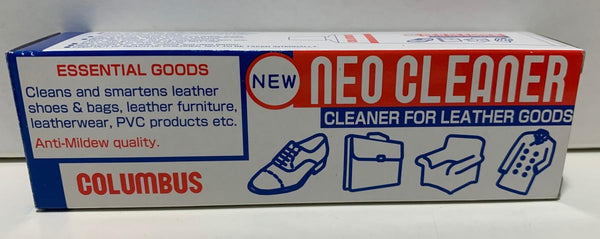 ESSENTIAL GOODS
Cleans and smartens leather
shoes & bags, leather furniture,
leatherwear, PVC products etc.
Anti-Mildew quality.
COLUMBUS
NEW
NEO CLEANER
CLEANER FOR LEATHER GOODS